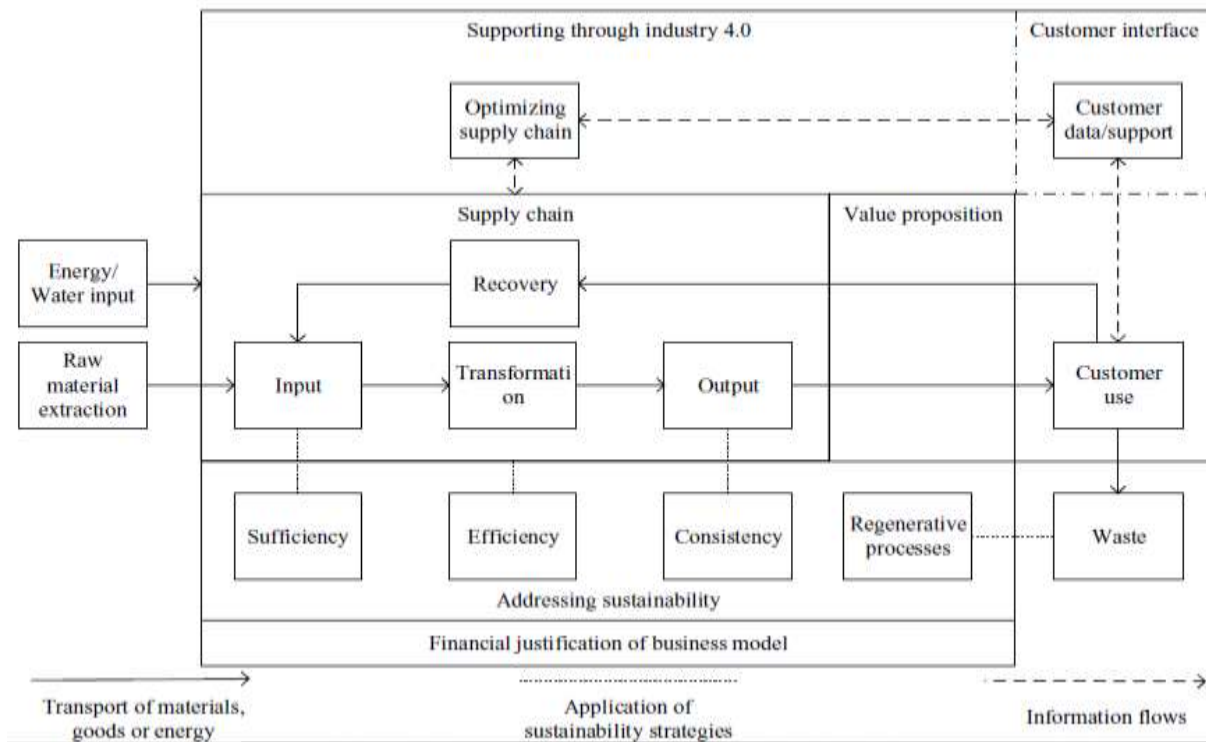 Supporting through industry 4.0
Customer interface
Optimizing
supply chain
Customer
data/support
Supply chain
Value proposition
Energy/
Water input
Recovery
Raw
material
extraction
Input
Transformati
on
Output
Customer
use
Sufficiency
Efficiency
Consistency
Regenerative
processes
Waste
Addressing sustainability
Financial justification of business model
Transport of materials,
goods or energy
Application of
sustainability strategies
Information flows